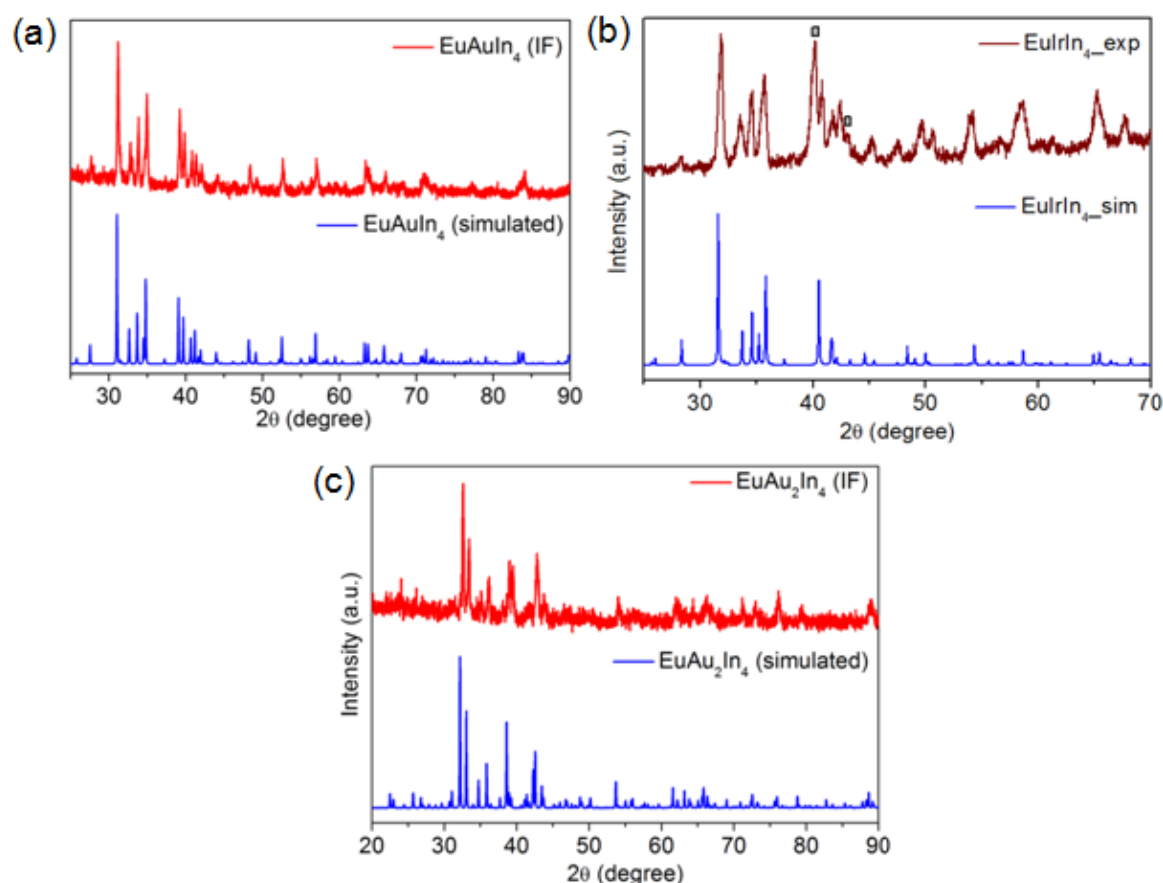 (a)
EuAuIn₄ (IF)
EuAuIn₄ (simulated)
30 40 50 60 70 80 90
2θ (degree)
(b)
EuIrIn₄_exp
EuIrIn₄_sim
Intensity (a.u.)
30 40 50 60 70
2θ (degree)
(c)
EuAu₂In₄ (IF)
EuAu₂In₄ (simulated)
Intensity (a.u.)
20 30 40 50 60 70 80 90
2θ (degree)